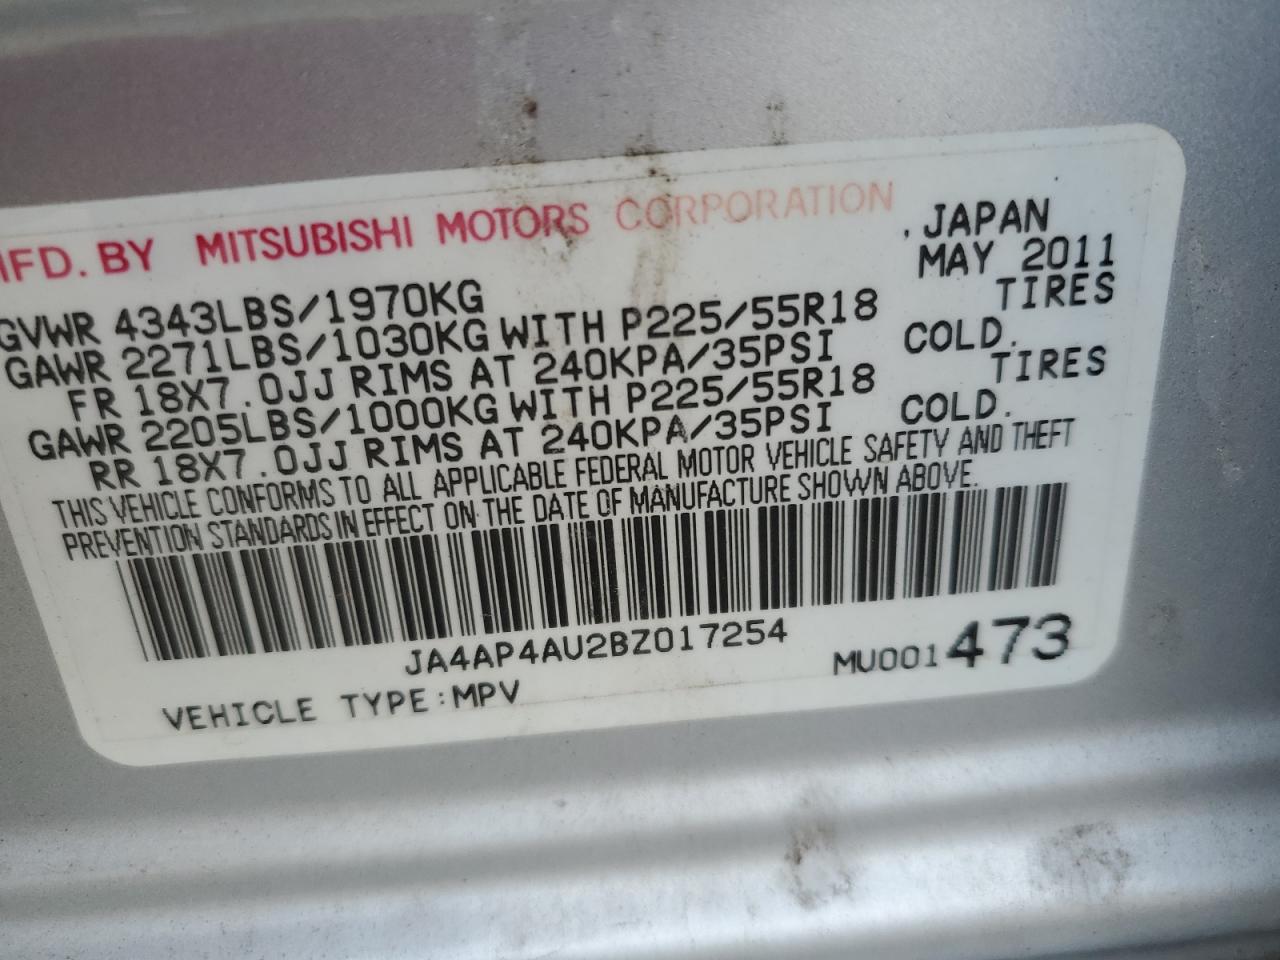 MFD. BY MITSUBISHI MOTORS CORPORATION , JAPAN
MAY 2011
GVWR 4343LBS/1970KG
GAWR 2271LBS/1030KG WITH P225/55R18 TIRES
FR 18X7.0JJ RIMS AT 240KPA/35PSI COLD.
GAWR 2205LBS/1000KG WITH P225/55R18 TIRES
RR 18X7.0JJ RIMS AT 240KPA/35PSI COLD.
THIS VEHICLE CONFORMS TO ALL APPLICABLE FEDERAL MOTOR VEHICLE SAFETY AND THEFT
PREVENTION STANDARDS IN EFFECT ON THE DATE OF MANUFACTURE SHOWN ABOVE.
JA4AP4AU2BZ017254
MU001473
VEHICLE TYPE:MPV